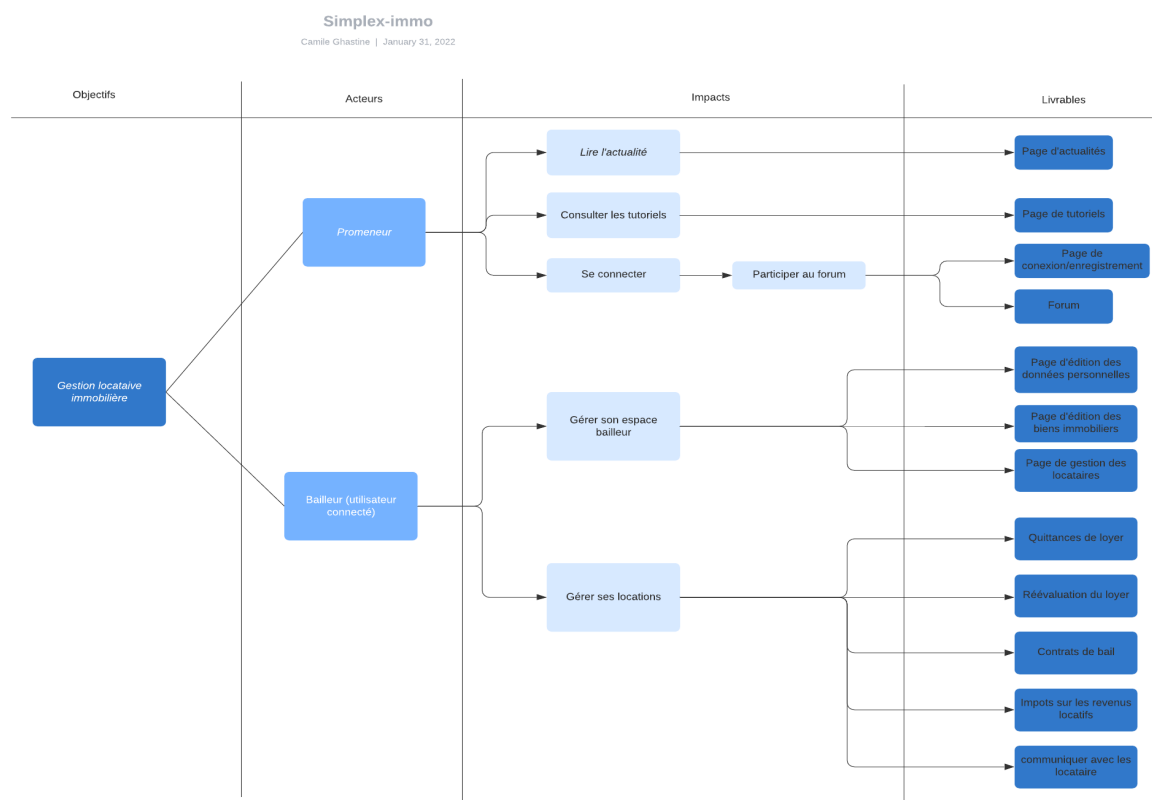 Simplex-immo
Camile Ghastine | January 31, 2022
Objectifs
Acteurs
Impacts
Livrables
Lire l'actualité
Page d'actualités
Promeneur
Consulter les tutoriels
Page de tutoriels
Se connecter
Participer au forum
Page de
conexion/enregistrement
Forum
Gestion locataive
immobilière
Page d'édition des
données personnelles
Gérer son espace
bailleur
Page d'édition des
biens immobiliers
Page de gestion des
locataires
Bailleur (utilisateur
connecté)
Quittances de loyer
Gérer ses locations
Réévaluation du loyer
Contrats de bail
Impots sur les revenus
locatifs
communiquer avec les
locataire